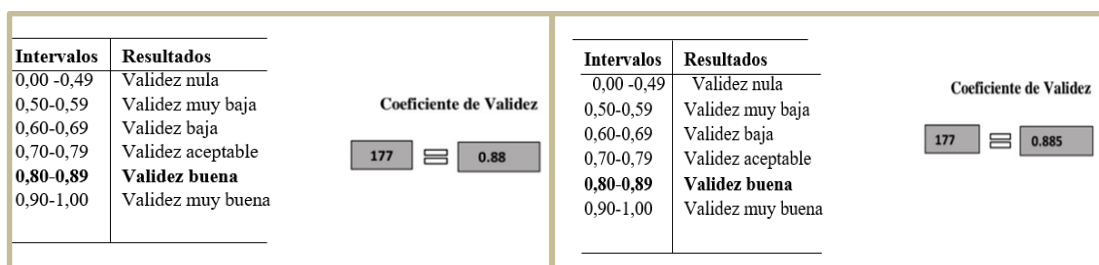 Intervalos Resultados
0,00 -0,49 Validez nula
0,50-0,59 Validez muy baja
0,60-0,69 Validez baja
0,70-0,79 Validez aceptable
0,80-0,89 Validez buena
0,90-1,00 Validez muy buena
Coeficiente de Validez
177 = 0.88
Intervalos Resultados
0,00 -0,49 Validez nula
0,50-0,59 Validez muy baja
0,60-0,69 Validez baja
0,70-0,79 Validez aceptable
0,80-0,89 Validez buena
0,90-1,00 Validez muy buena
Coeficiente de Validez
177 = 0.885